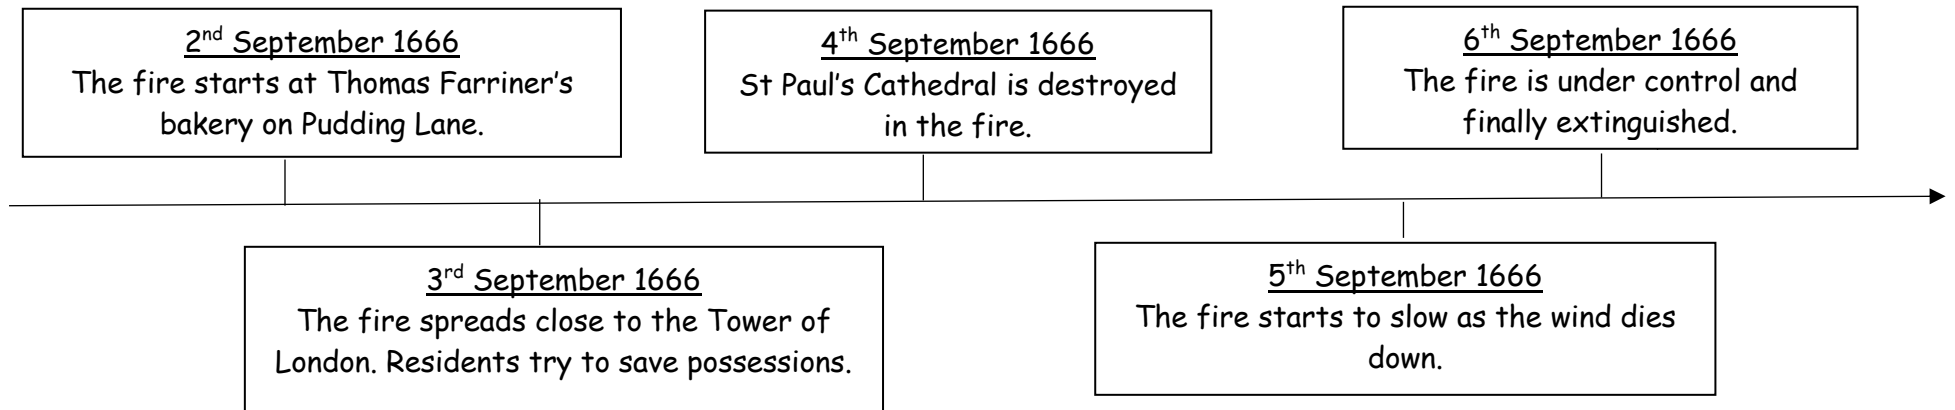 2nd September 1666
The fire starts at Thomas Farriner's
bakery on Pudding Lane.
3rd September 1666
The fire spreads close to the Tower of
London. Residents try to save possessions.
4th September 1666
St Paul's Cathedral is destroyed
in the fire.
5th September 1666
The fire starts to slow as the wind dies
down.
6th September 1666
The fire is under control and
finally extinguished.